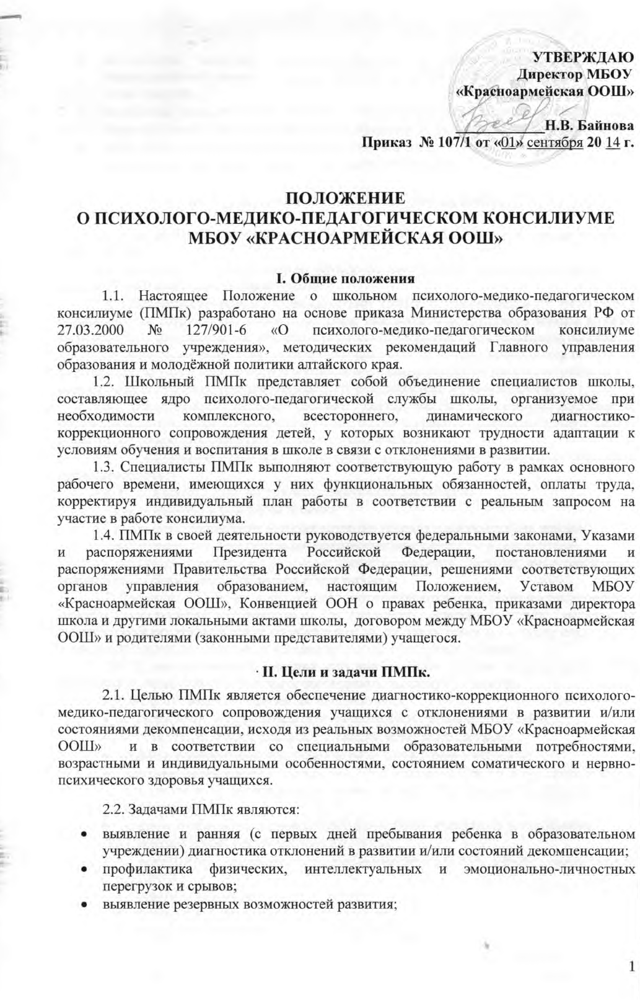 УТВЕРЖДАЮ
Директор МБОУ
«Красноармейская ООШ»
Н.В. Байнова
Приказ № 107/1 от «01» сентября 20 14 г.
ПОЛОЖЕНИЕ
О ПСИХОЛОГО-МЕДИКО-ПЕДАГОГИЧЕСКОМ КОНСИЛИУМЕ
МБОУ «КРАСНОАРМЕЙСКАЯ ООШ»
I. Общие положения
1.1. Настоящее Положение о школьном психолого-медико-педагогическом
консилиуме (ПМПк) разработано на основе приказа Министерства образования РФ от
27.03.2000 № 127/901-6 «О психолого-медико-педагогическом консилиуме
образовательного учреждения», методических рекомендаций Главного управления
образования и молодёжной политики алтайского края.
1.2. Школьный ПМПк представляет собой объединение специалистов школы,
составляющее ядро психолого-педагогической службы школы, организуемое при
необходимости комплексного, всестороннего, динамического диагностико-
коррекционного сопровождения детей, у которых возникают трудности адаптации к
условиям обучения и воспитания в школе в связи с отклонениями в развитии.
1.3. Специалисты ПМПк выполняют соответствующую работу в рамках основного
рабочего времени, имеющихся у них функциональных обязанностей, оплаты труда,
корректируя индивидуальный план работы в соответствии с реальным запросом на
участие в работе консилиума.
1.4. ПМПк в своей деятельности руководствуется федеральными законами, Указами
и распоряжениями Президента Российской Федерации, постановлениями и
распоряжениями Правительства Российской Федерации, решениями соответствующих
органов управления образованием, настоящим Положением, Уставом МБОУ
«Красноармейская ООШ», Конвенцией ООН о правах ребенка, приказами директора
школа и другими локальными актами школы, договором между МБОУ «Красноармейская
ООШ» и родителями (законными представителями) учащегося.
II. Цели и задачи ПМПк.
2.1. Целью ПМПк является обеспечение диагностико-коррекционного психолого-
медико-педагогического сопровождения учащихся с отклонениями в развитии и/или
состояниями декомпенсации, исходя из реальных возможностей МБОУ «Красноармейская
ООШ» и в соответствии со специальными образовательными потребностями,
возрастными и индивидуальными особенностями, состоянием соматического и нервно-
психического здоровья учащихся.
2.2. Задачами ПМПк являются:
• выявление и ранняя (с первых дней пребывания ребенка в образовательном
учреждении) диагностика отклонений в развитии и/или состояний декомпенсации;
• профилактика физических, интеллектуальных и эмоционально-личностных
перегрузок и срывов;
• выявление резервных возможностей развития;
1